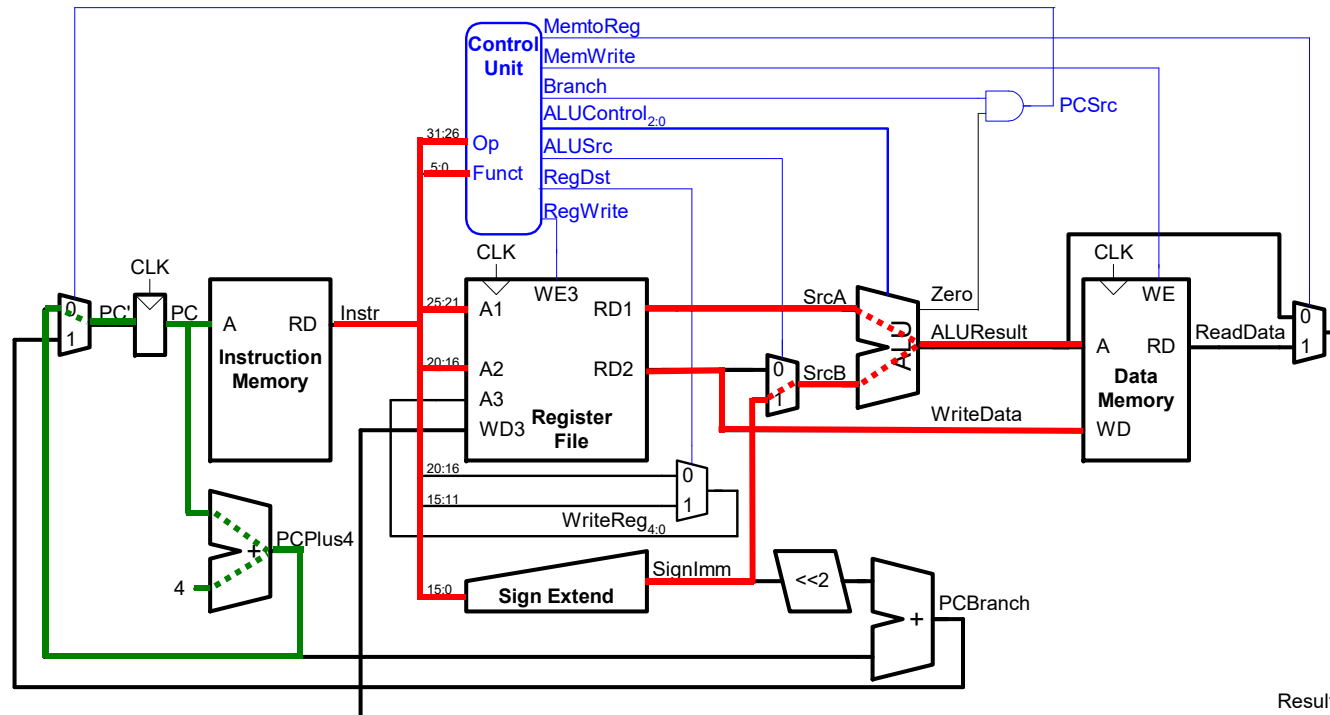 MemtoReg
Control
Unit
MemWrite
Branch
PCSrc
ALUControl2:0
31:26
Op
ALUSrc
5:0
Funct
RegDst
RegWrite
CLK
CLK
CLK
0
1
PC'
PC
A
RD
Instruction
Memory
Instr
25:21
A1
WE3
RD1
20:16
A2
RD2
A3
WD3
Register
File
SrcA
0
1
SrcB
ALU
Zero
ALUResult
WE
A
RD
Data
Memory
ReadData
0
1
WriteData
WD
20:16
0
15:11
1
WriteReg4:0
PCPlus4
+
4
15:0
Sign Extend
SignImm
<<2
+
PCBranch
Result